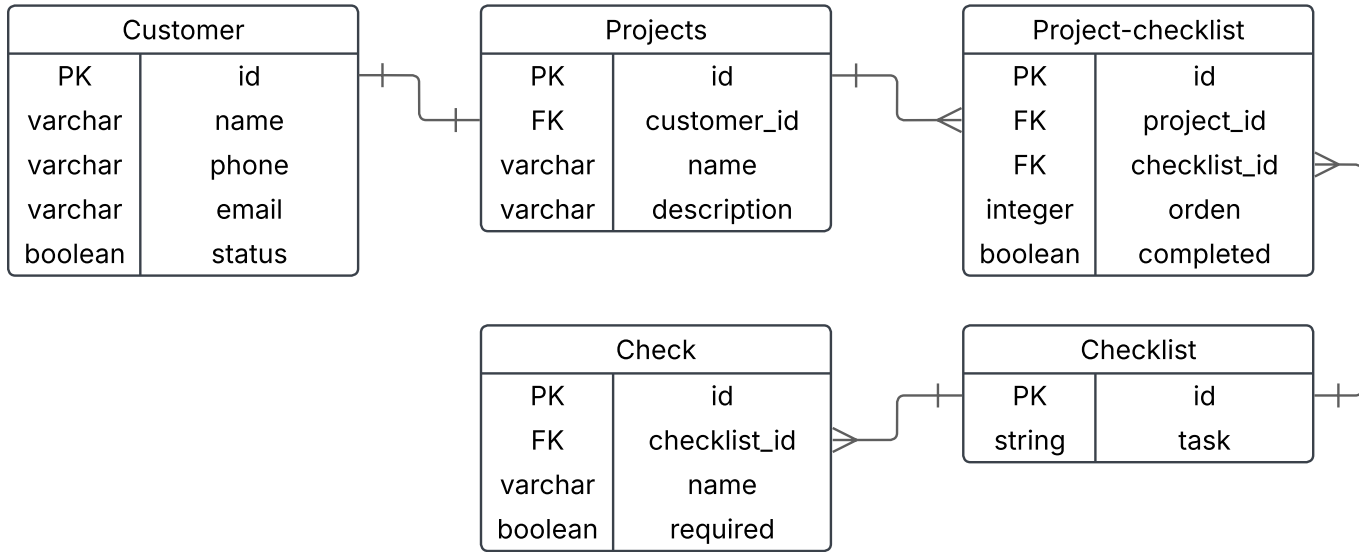 Customer
PK id
varchar name
varchar phone
varchar email
boolean status
Projects
PK id
FK customer_id
varchar name
varchar description
Project-checklist
PK id
FK project_id
FK checklist_id
integer orden
boolean completed
Check
PK id
FK checklist_id
varchar name
boolean required
Checklist
PK id
string task